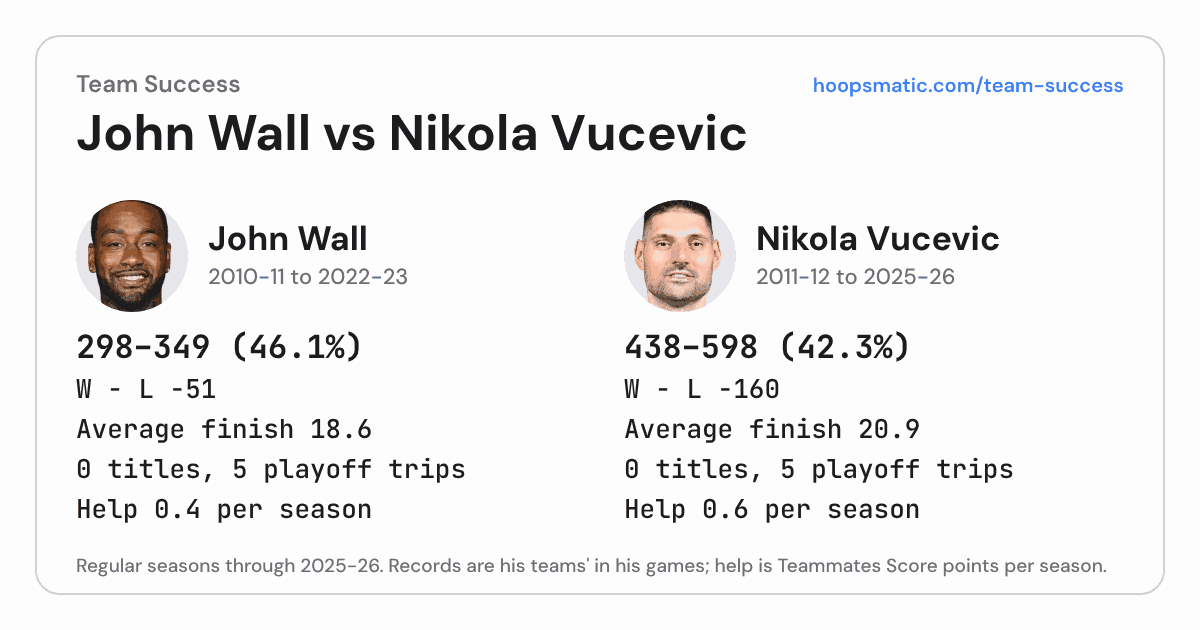 Team Success
hoopsmatic.com/team-success
John Wall vs Nikola Vucevic
John Wall
2010-11 to 2022-23
298–349 (46.1%)
W - L -51
Average finish 18.6
0 titles, 5 playoff trips
Help 0.4 per season
Nikola Vucevic
2011-12 to 2025-26
438–598 (42.3%)
W - L -160
Average finish 20.9
0 titles, 5 playoff trips
Help 0.6 per season
Regular seasons through 2025-26. Records are his teams' in his games; help is Teammates Score points per season.